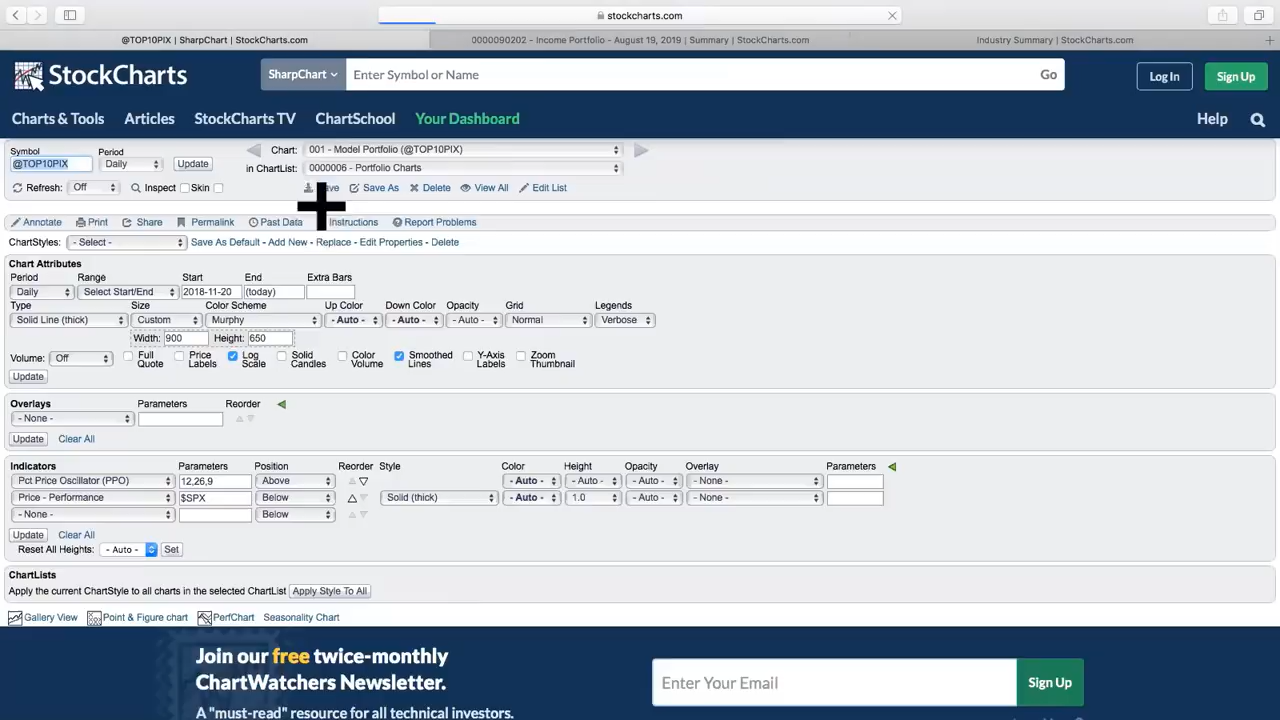 stockcharts.com
@TOP10PIX | SharpChart | StockCharts.com
0000090202 - Income Portfolio - August 19, 2019 | Summary | StockCharts.com
Industry Summary | StockCharts.com
StockCharts
SharpChart
Enter Symbol or Name
Go
Log In
Sign Up
Charts & Tools
Articles
StockCharts TV
ChartSchool
Your Dashboard
Help
Symbol
Period
Chart:
001 - Model Portfolio (@TOP10PIX)
@TOP10PIX
Daily
Update
in ChartList:
0000006 - Portfolio Charts
Refresh:
Off
Inspect
Skin
Save As
Delete
View All
Edit List
Annotate
Print
Share
Permalink
Past Data
Instructions
Report Problems
ChartStyles:
- Select -
Save As Default - Add New - Replace - Edit Properties - Delete
Chart Attributes
Period
Range
Start
End
Extra Bars
Daily
Select Start/End
2018-11-20
(today)
Type
Size
Color Scheme
Up Color
Down Color
Opacity
Grid
Legends
Solid Line (thick)
Custom
Murphy
- Auto -
- Auto -
- Auto -
Normal
Verbose
Width:
900
Height:
650
Volume:
Off
Full Quote
Price Labels
Log Scale
Solid Candles
Color Volume
Smoothed Lines
Y-Axis Labels
Zoom Thumbnail
Update
Overlays
Parameters
Reorder
- None -
Update
Clear All
Indicators
Parameters
Position
Reorder
Style
Color
Height
Opacity
Overlay
Parameters
Pct Price Oscillator (PPO)
12,26,9
Above
- Auto -
- Auto -
- Auto -
- None -
Price - Performance
$SPX
Below
Solid (thick)
- Auto -
1.0
- Auto -
- None -
- None -
Below
Update
Clear All
Reset All Heights:
- Auto -
Set
ChartLists
Apply the current ChartStyle to all charts in the selected ChartList
Apply Style To All
Gallery View
Point & Figure chart
PerfChart
Seasonality Chart
Join our free twice-monthly
ChartWatchers Newsletter.
Enter Your Email
Sign Up
A "must-read" resource for all technical investors.